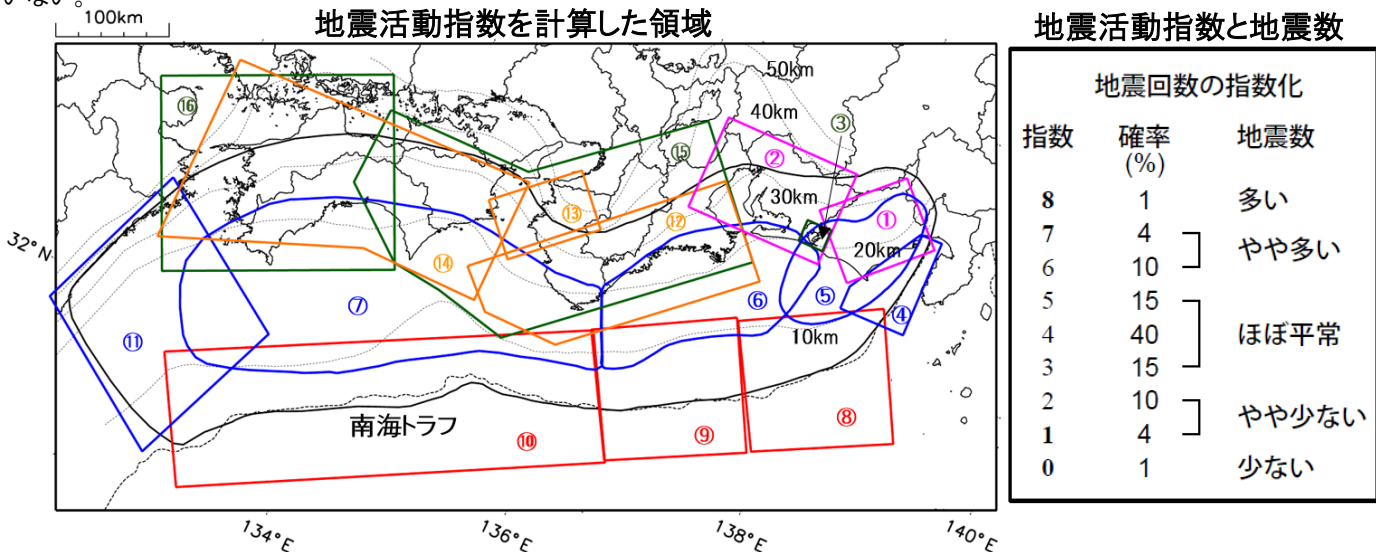 いない。
100km
地震活動指数を計算した領域
50km
40km
③
⑯
⑮
②
30km
⑬
⑫
①
20km
32°N
⑭
⑦
⑥
⑤
④
⑪
10km
南海トラフ
⑩
⑨
⑧
134°E
136°E
138°E
140°E
地震活動指数と地震数
地震回数の指数化
指数 確率 地震数
(%)
8 1 多い
7 4
やや多い
6 10
5 15
4 40 ほぼ平常
3 15
2 10
やや少ない
1 4
0 1 少ない